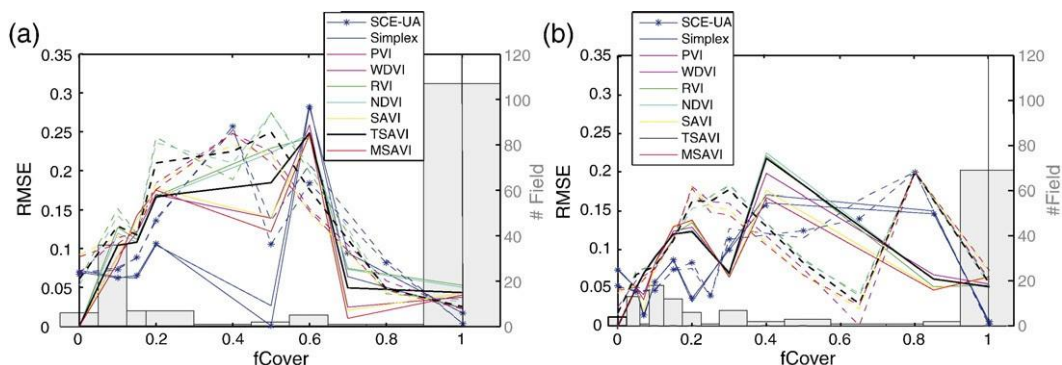 (a)
SCE-UA
Simplex
PVI
WDVI
RVI
NDVI
SAVI
TSAVI
MSAVI
0.35
0.3
0.25
0.2
0.15
0.1
0.05
0
RMSE
0 0.2 0.4 0.6 0.8 1
fCover
120
100
80
60
40
20
0
# Field
(b)
SCE-UA
Simplex
PVI
WDVI
RVI
NDVI
SAVI
TSAVI
MSAVI
0.35
0.3
0.25
0.2
0.15
0.1
0.05
0
RMSE
0 0.2 0.4 0.6 0.8 1
fCover
120
100
80
60
40
20
0
# Field